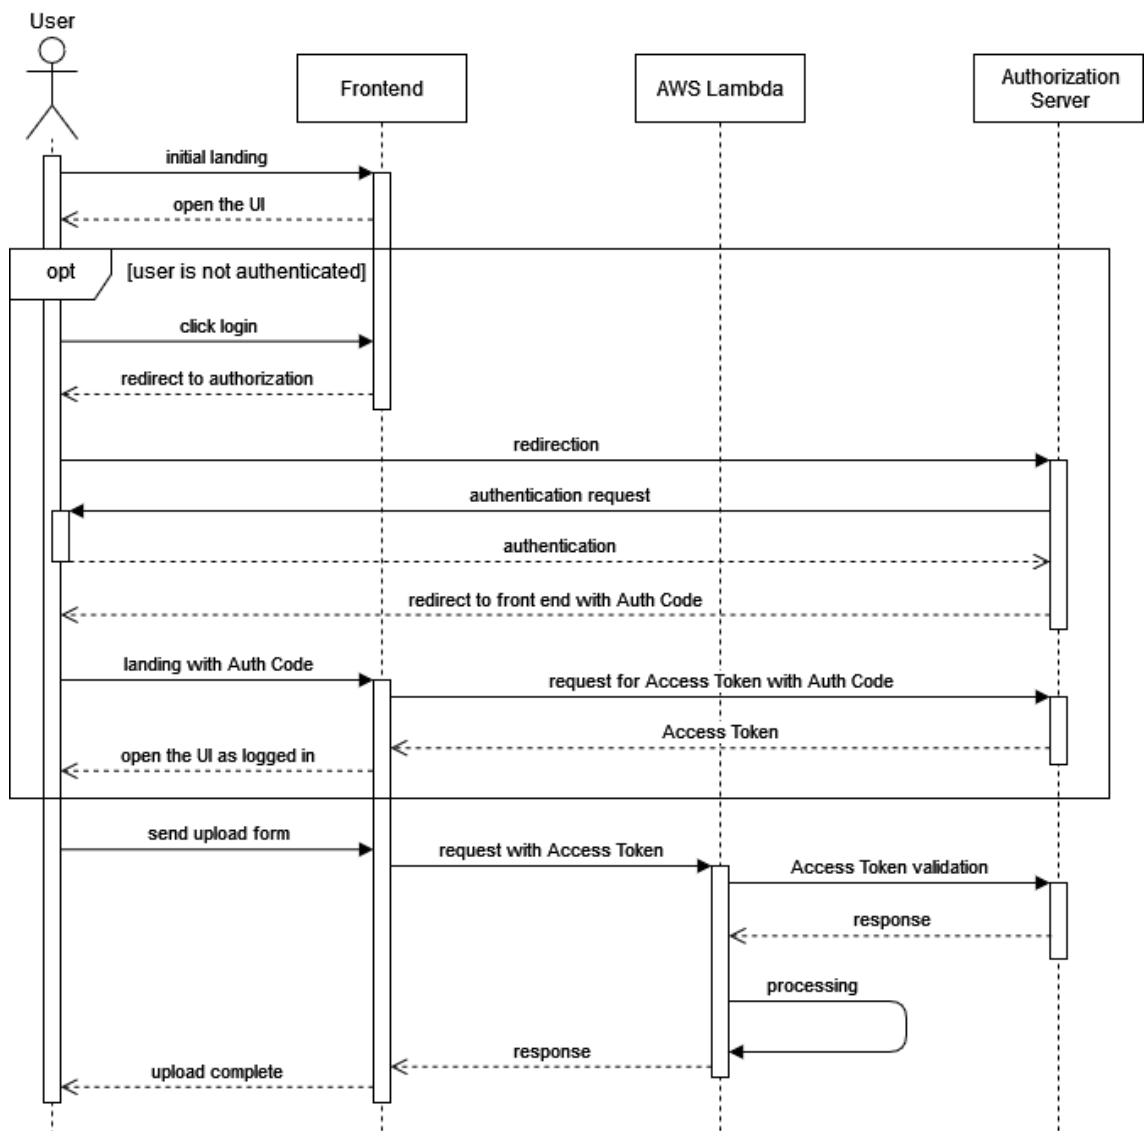 User
Frontend
AWS Lambda
Authorization
Server
initial landing
open the UI
opt
[user is not authenticated]
click login
redirect to authorization
redirection
authentication request
authentication
redirect to front end with Auth Code
landing with Auth Code
request for Access Token with Auth Code
Access Token
open the UI as logged in
send upload form
request with Access Token
Access Token validation
response
processing
response
upload complete